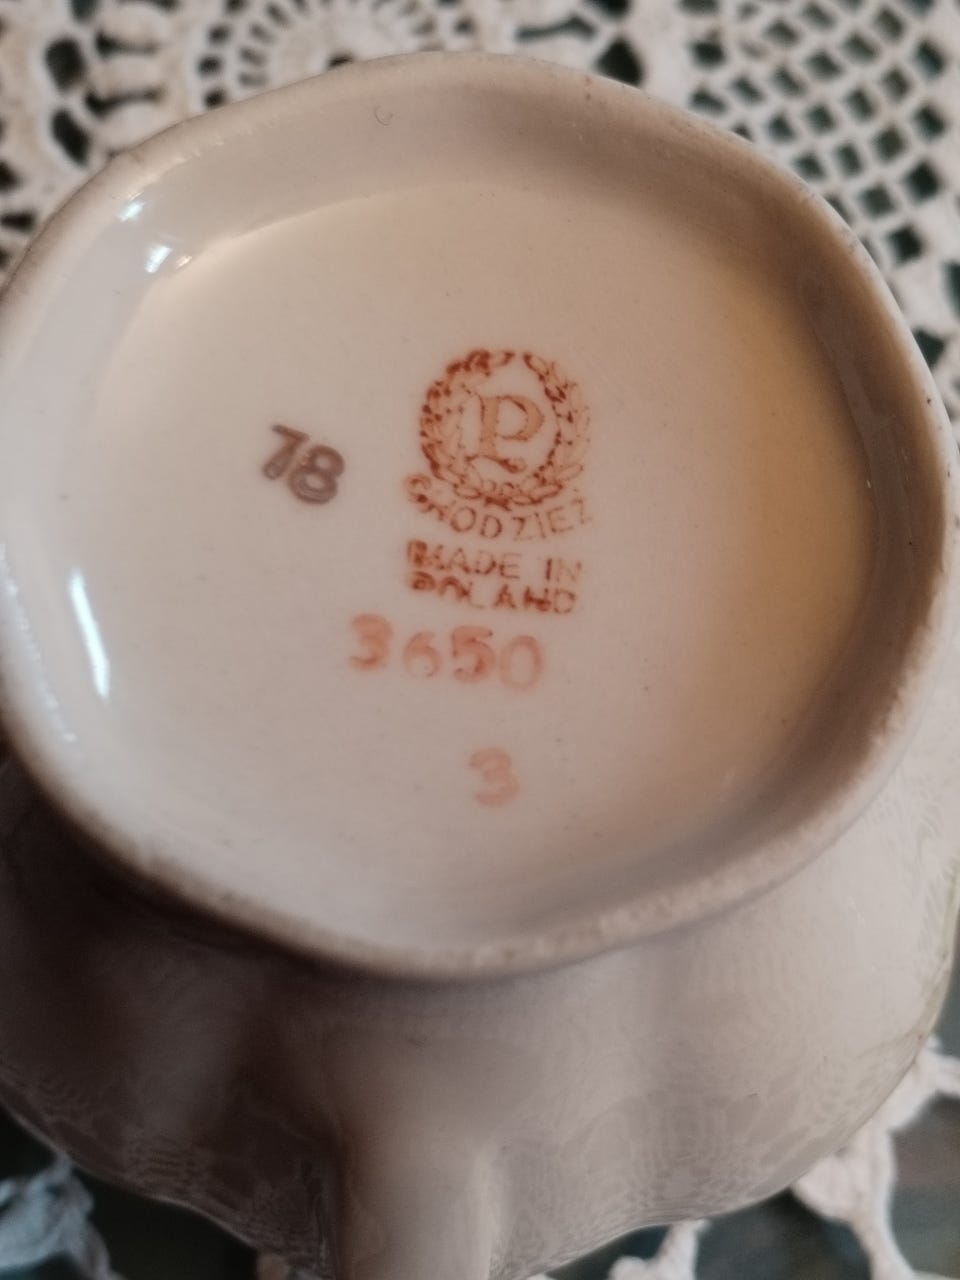 78
P
CHODZIEŻ
MADE IN
POLAND
3650
3